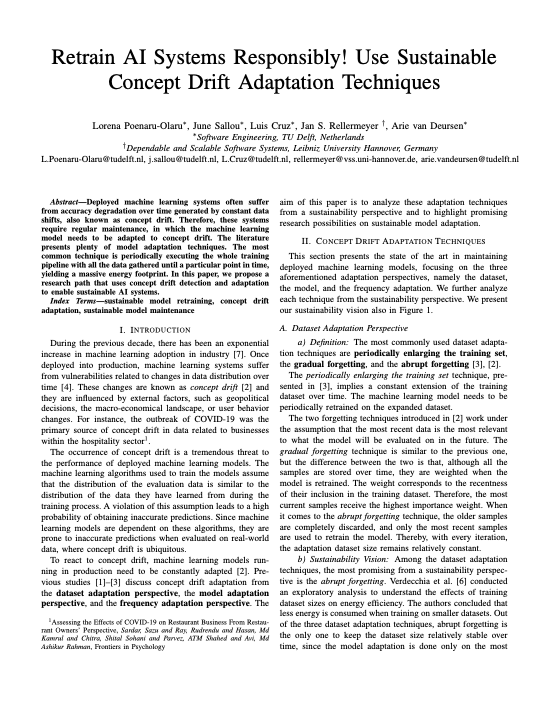 Retrain AI Systems Responsibly! Use Sustainable
Concept Drift Adaptation Techniques
Lorena Poenaru-Olaru*, June Sallou*, Luis Cruz*, Jan S. Rellermeyer †, Arie van Deursen*
*Software Engineering, TU Delft, Netherlands
†Dependable and Scalable Software Systems, Leibniz University Hannover, Germany
L.Poenaru-Olaru@tudelft.nl, j.sallou@tudelft.nl, L.Cruz@tudelft.nl, rellermeyer@vss.uni-hannover.de, arie.vandeursen@tudelft.nl
Abstract—Deployed machine learning systems often suffer
from accuracy degradation over time generated by constant data
shifts, also known as concept drift. Therefore, these systems
require regular maintenance, in which the machine learning
model needs to be adapted to concept drift. The literature
presents plenty of model adaptation techniques. The most
common technique is periodically executing the whole training
pipeline with all the data gathered until a particular point in time,
yielding a massive energy footprint. In this paper, we propose a
research path that uses concept drift detection and adaptation
to enable sustainable AI systems.
Index Terms—sustainable model retraining, concept drift
adaptation, sustainable model maintenance
I. INTRODUCTION
During the previous decade, there has been an exponential
increase in machine learning adoption in industry [7]. Once
deployed into production, machine learning systems suffer
from vulnerabilities related to changes in data distribution over
time [4]. These changes are known as concept drift [2] and
they are influenced by external factors, such as geopolitical
decisions, the macro-economical landscape, or user behavior
changes. For instance, the outbreak of COVID-19 was the
primary source of concept drift in data related to businesses
within the hospitality sector1.
The occurrence of concept drift is a tremendous threat to
the performance of deployed machine learning models. The
machine learning algorithms used to train the models assume
that the distribution of the evaluation data is similar to the
distribution of the data they have learned from during the
training process. A violation of this assumption leads to a high
probability of obtaining inaccurate predictions. Since machine
learning models are dependent on these algorithms, they are
prone to inaccurate predictions when evaluated on real-world
data, where concept drift is ubiquitous.
To react to concept drift, machine learning models run-
ning in production need to be constantly adapted [2]. Pre-
vious studies [1]–[3] discuss concept drift adaptation from
the dataset adaptation perspective, the model adaptation
perspective, and the frequency adaptation perspective. The
1Assessing the Effects of COVID-19 on Restaurant Business From Restau-
rant Owners' Perspective, Sardar, Sazu and Ray, Rudrendu and Hasan, Md
Kamrul and Chitra, Shital Sohani and Parvez, ATM Shahed and Avi, Md
Ashikur Rahman, Frontiers in Psychology
aim of this paper is to analyze these adaptation techniques
from a sustainability perspective and to highlight promising
research possibilities on sustainable model adaptation.
II. CONCEPT DRIFT ADAPTATION TECHNIQUES
This section presents the state of the art in maintaining
deployed machine learning models, focusing on the three
aforementioned adaptation perspectives, namely the dataset,
the model, and the frequency adaptation. We further analyze
each technique from the sustainability perspective. We present
our sustainability vision also in Figure 1.
A. Dataset Adaptation Perspective
a) Definition: The most commonly used dataset adapta-
tion techniques are periodically enlarging the training set,
the gradual forgetting, and the abrupt forgetting [3], [2].
The periodically enlarging the training set technique, pre-
sented in [3], implies a constant extension of the training
dataset over time. The machine learning model needs to be
periodically retrained on the expanded dataset.
The two forgetting techniques introduced in [2] work under
the assumption that the most recent data is the most relevant
to what the model will be evaluated on in the future. The
gradual forgetting technique is similar to the previous one,
but the difference between the two is that, although all the
samples are stored over time, they are weighted when the
model is retrained. The weight corresponds to the recentness
of their inclusion in the training dataset. Therefore, the most
current samples receive the highest importance weight. When
it comes to the abrupt forgetting technique, the older samples
are completely discarded, and only the most recent samples
are used to retrain the model. Thereby, with every iteration,
the adaptation dataset size remains relatively constant.
b) Sustainability Vision: Among the dataset adaptation
techniques, the most promising from a sustainability perspec-
tive is the abrupt forgetting. Verdecchia et al. [6] conducted
an exploratory analysis to understand the effects of training
dataset sizes on energy efficiency. The authors concluded that
less energy is consumed when training on smaller datasets. Out
of the three dataset adaptation techniques, abrupt forgetting is
the only one to keep the dataset size relatively stable over
time, since the model adaptation is done only on the most